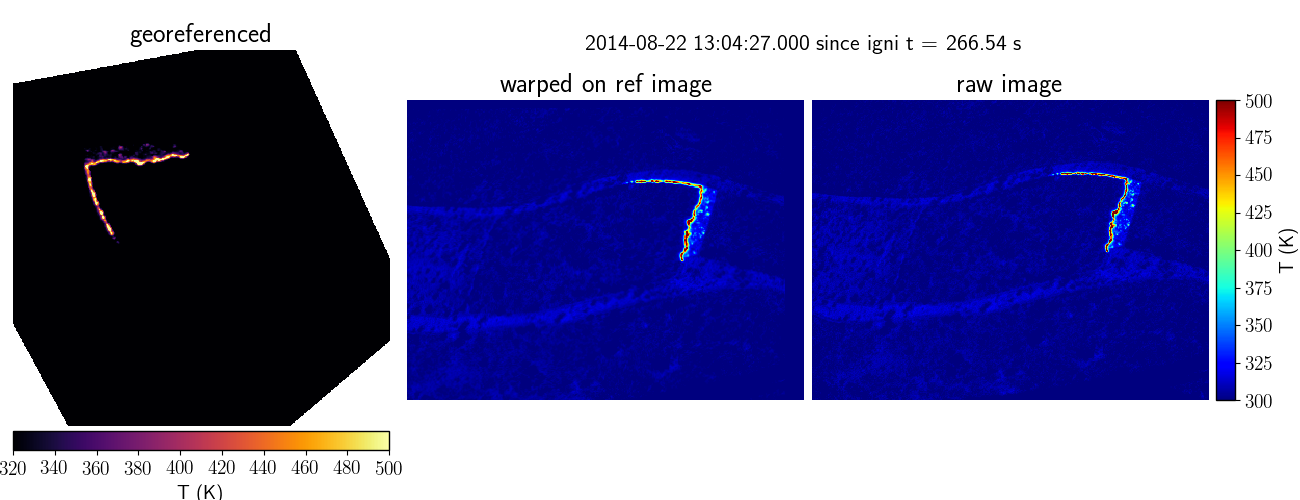 georeferenced
2014-08-22 13:04:27.000 since igni t = 266.54 s
warped on ref image
raw image
500
475
450
425
400
375
350
325
300
T (K)
320 340 360 380 400 420 440 460 480 500
T (K)